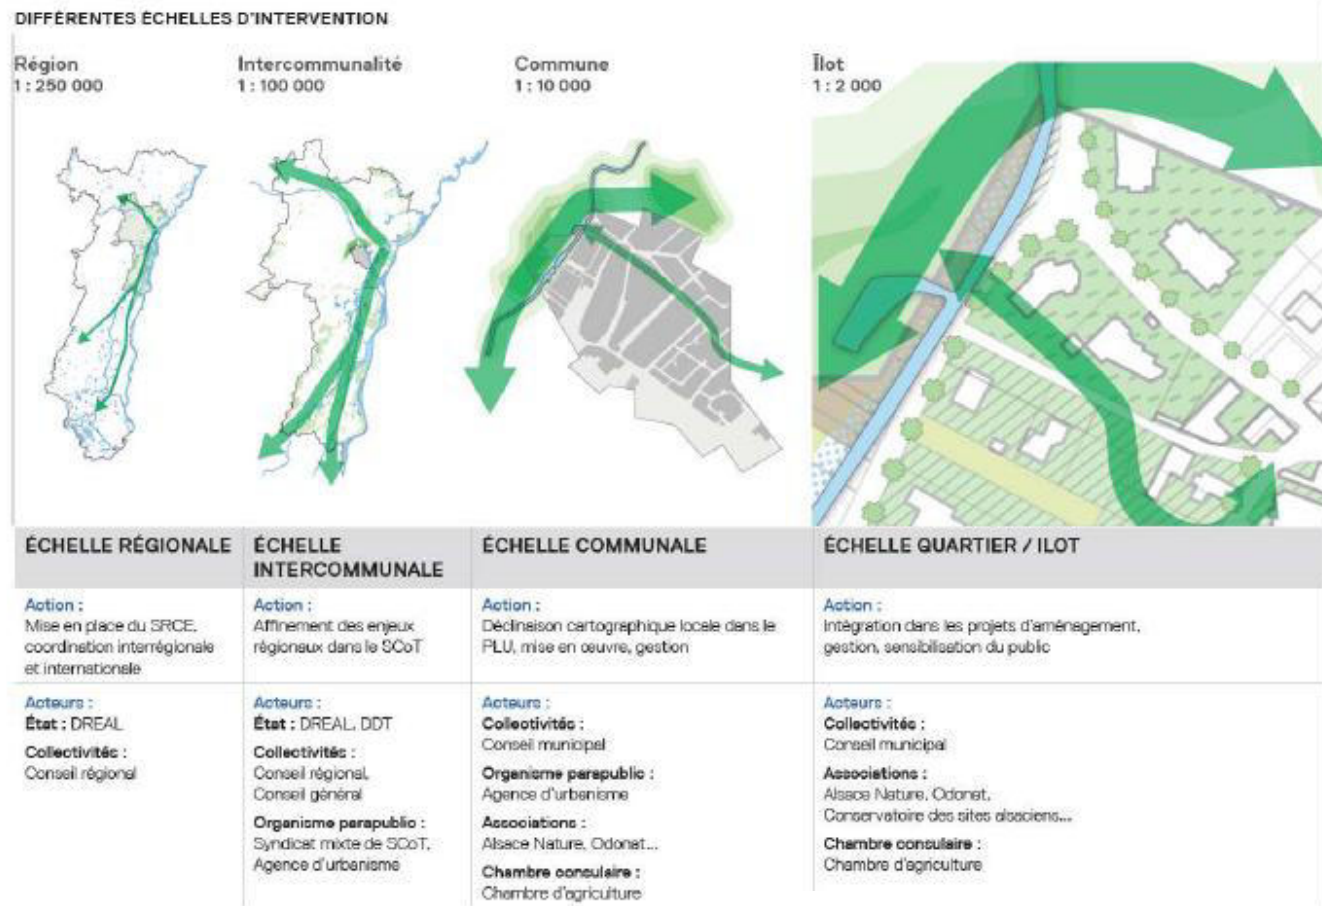 DIFFÉRENTES ÉCHELLES D'INTERVENTION
Région
1 : 250 000
Intercommunalité
1 : 100 000
Commune
1 : 10 000
Îlot
1 : 2 000
ÉCHELLE RÉGIONALE
Action :
Mise en place du SRCE,
coordination interrégionale
et internationale
Acteurs :
État : DREAL
Collectivités :
Conseil régional
ÉCHELLE
INTERCOMMUNALE
Action :
Affinement des enjeux
régionaux dans le SCoT
Acteurs :
État : DREAL, DDT
Collectivités :
Conseil régional,
Conseil général
Organisme parapublic :
Syndicat mixte de SCoT,
Agence d'urbanisme
ÉCHELLE COMMUNALE
Action :
Déclinaison cartographique locale dans le
PLU, mise en œuvre, gestion
Acteurs :
Collectivités :
Conseil municipal
Organisme parapublic :
Agence d'urbanisme
Associations :
Alsace Nature, Odonat...
Chambre consulaire :
Chambre d'agriculture
ÉCHELLE QUARTIER / ILOT
Action :
Intégration dans les projets d'aménagement,
gestion, sensibilisation du public
Acteurs :
Collectivités :
Conseil municipal
Associations :
Alsace Nature, Odonat,
Conservatoire des sites alsaciens...
Chambre consulaire :
Chambre d'agriculture